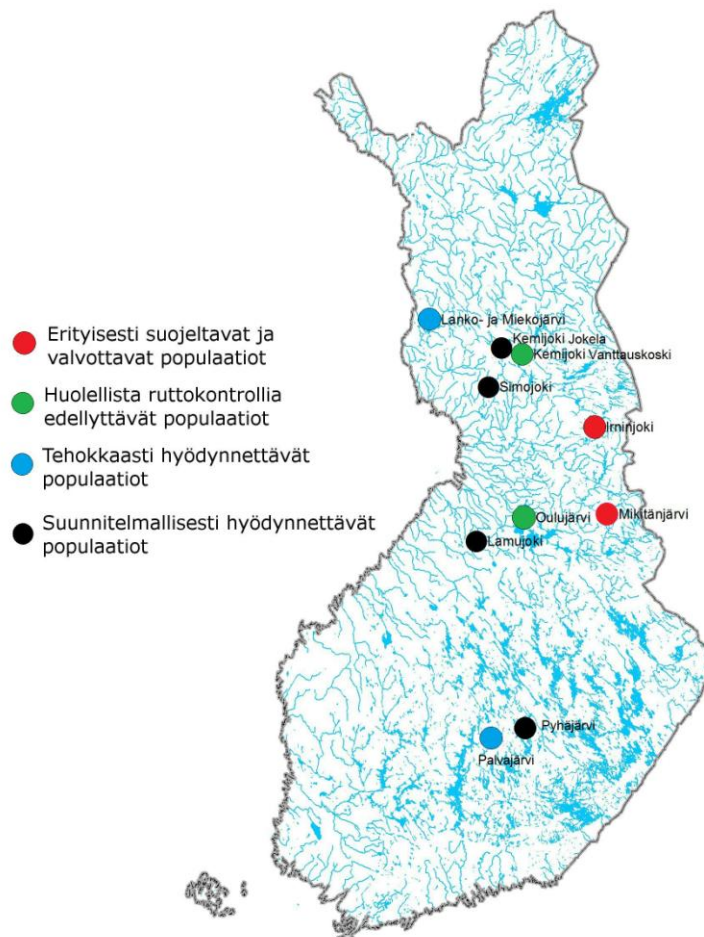 Erityisesti suojeltavat ja
valvottavat populaatiot
Huolellista ruttokontrollia
edellyttävät populaatiot
Tehokkaasti hyödynnettävät
populaatiot
Suunnitelmallisesti hyödynnettävät
populaatiot
Lanko- ja Miekojärvi
Kemijoki Jokela
Kemijoki Vanttauskoski
Simojoki
Irninjoki
Oulujärvi
Mikitänjärvi
Lamujoki
Pyhäjärvi
Palvajärvi